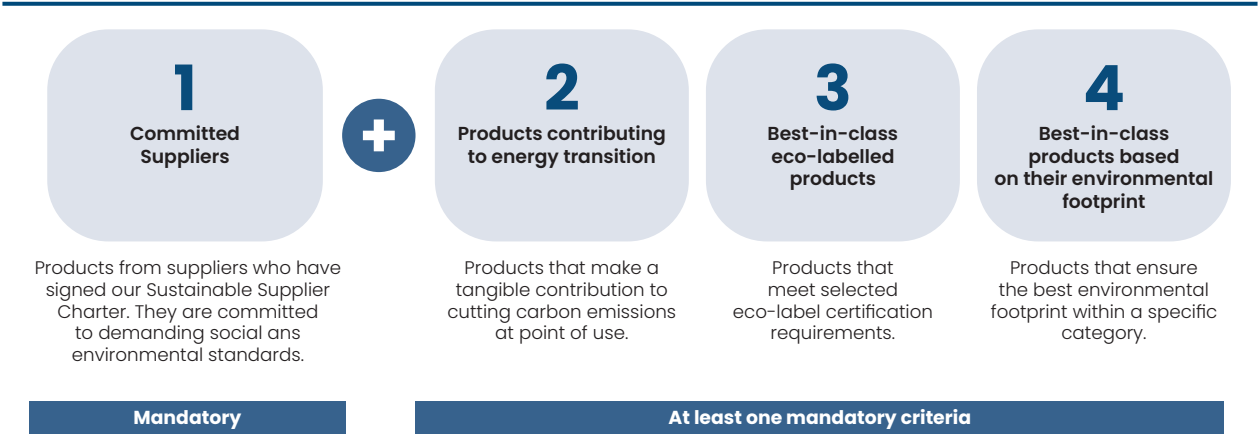 1
Committed
Suppliers
Products from suppliers who have
signed our Sustainable Supplier
Charter. They are committed
to demanding social ans
environmental standards.
Mandatory
+
2
Products contributing
to energy transition
Products that make a
tangible contribution to
cutting carbon emissions
at point of use.
3
Best-in-class
eco-labelled
products
Products that
meet selected
eco-label certification
requirements.
4
Best-in-class
products based
on their environmental
footprint
Products that ensure
the best environmental
footprint within a specific
category.
At least one mandatory criteria